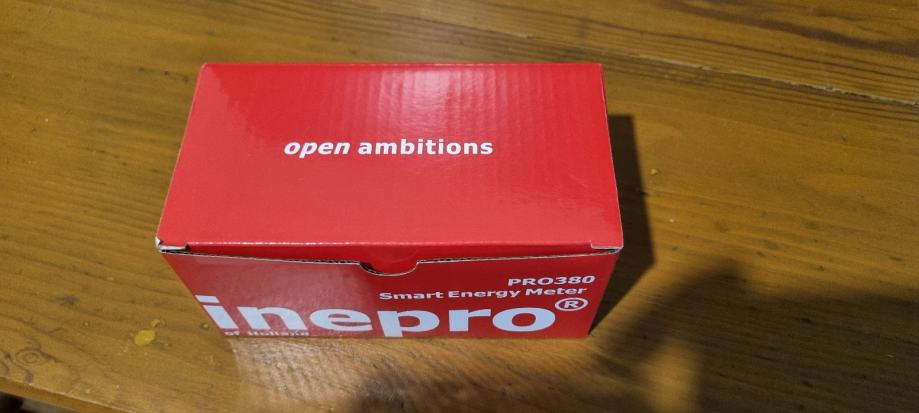 open ambitions
PRO380
Smart Energy Meter
inepro®
of Holland